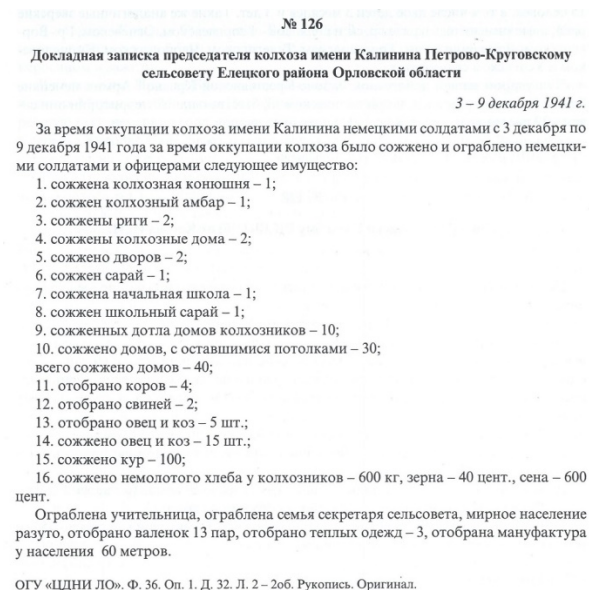 № 126
Докладная записка председателя колхоза имени Калинина Петрово-Круговскому
сельсовету Елецкого района Орловской области
3 – 9 декабря 1941 г.
За время оккупации колхоза имени Калинина немецкими солдатами с 3 декабря по
9 декабря 1941 года за время оккупации колхоза было сожжено и ограблено немецки-
ми солдатами и офицерами следующее имущество:
1. сожжена колхозная конюшня – 1;
2. сожжен колхозный амбар – 1;
3. сожжены риги – 2;
4. сожжены колхозные дома – 2;
5. сожжено дворов – 2;
6. сожжен сарай – 1;
7. сожжена начальная школа – 1;
8. сожжен школьный сарай – 1;
9. сожженных дотла домов колхозников – 10;
10. сожжено домов, с оставшимися потолками – 30;
всего сожжено домов – 40;
11. отобрано коров – 4;
12. отобрано свиней – 2;
13. отобрано овец и коз – 5 шт.;
14. сожжено овец и коз – 15 шт.;
15. сожжено кур – 100;
16. сожжено немолотого хлеба у колхозников – 600 кг, зерна – 40 цент., сена – 600
цент.
Ограблена учительница, ограблена семья секретаря сельсовета, мирное население
разуто, отобрано валенок 13 пар, отобрано теплых одежд – 3, отобрана мануфактура
у населения 60 метров.
ОГУ «ЦДНИ ЛО». Ф. 36. Оп. 1. Д. 32. Л. 2 – 2об. Рукопись. Оригинал.